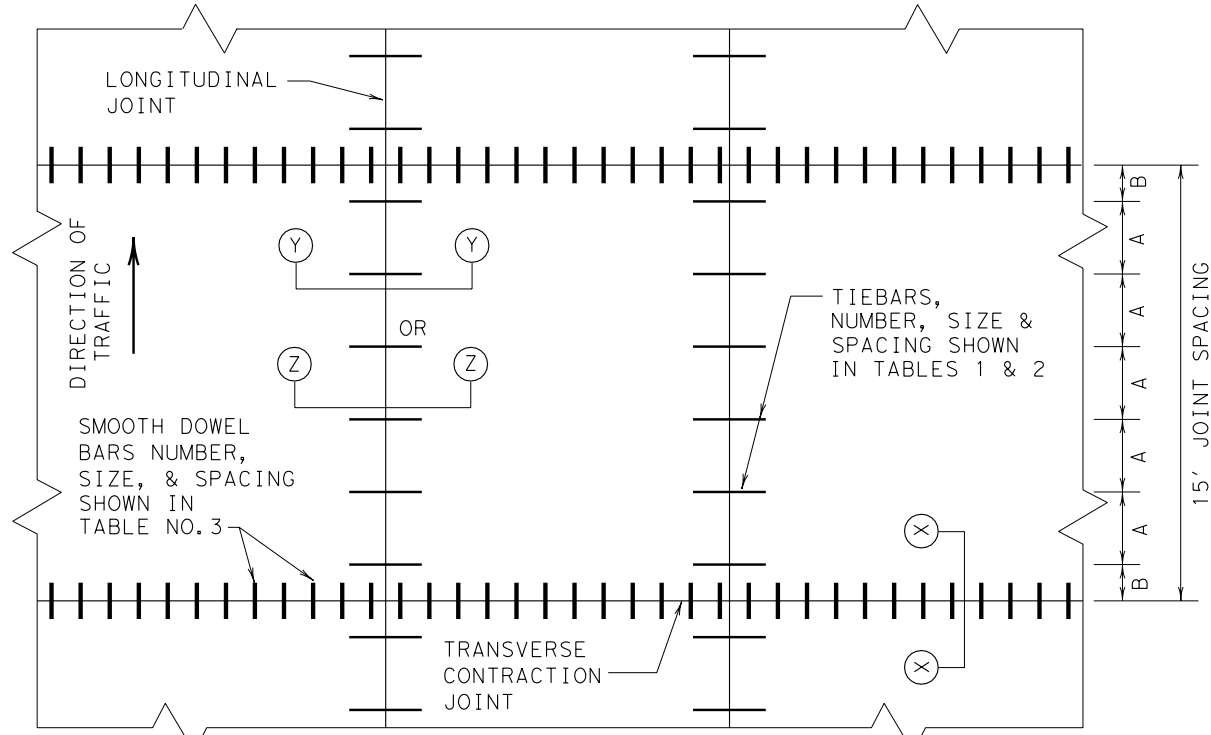 LONGITUDINAL
JOINT
DIRECTION OF
TRAFFIC
Y
Y
OR
Z
Z
TIEBARS,
NUMBER, SIZE &
SPACING SHOWN
IN TABLES 1 & 2
SMOOTH DOWEL
BARS NUMBER,
SIZE, & SPACING
SHOWN IN
TABLE NO.3
TRANSVERSE
CONTRACTION
JOINT
X
X
B
A
A
A
A
A
B
15' JOINT SPACING